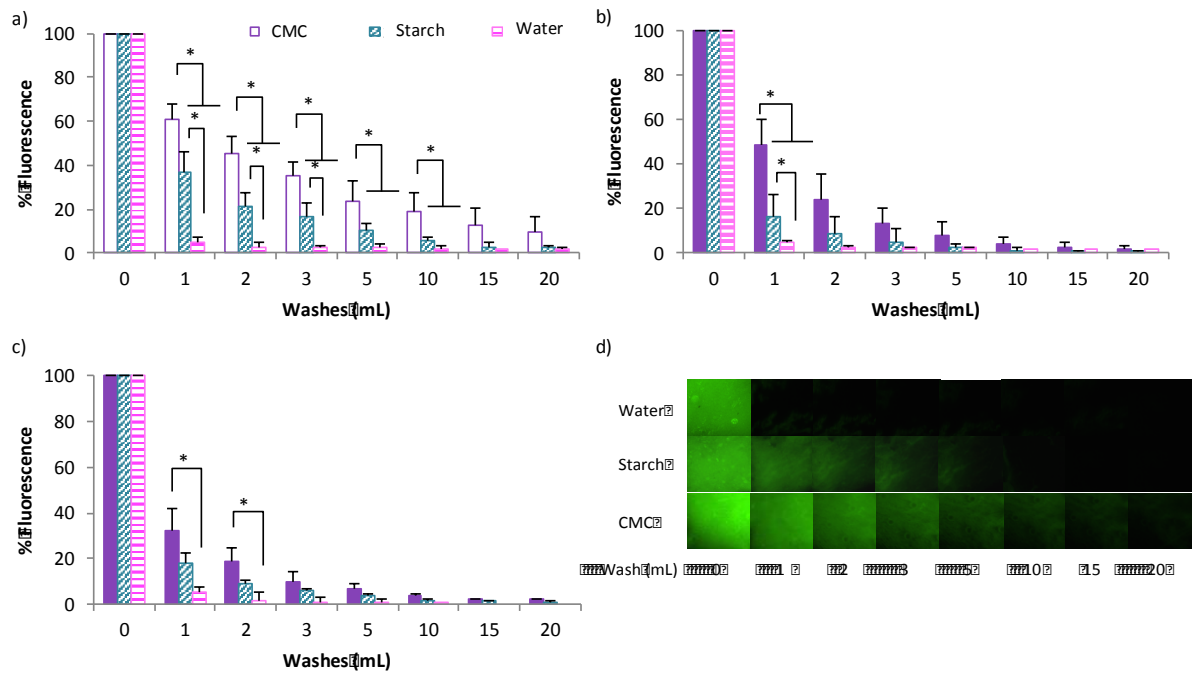 a)
CMC Starch Water
% Fluorescence
100
80
60
40
20
0
* * * * * * * *
0 1 2 3 5 10 15 20
Washes (mL)
b)
% Fluorescence
100
80
60
40
20
0
* *
0 1 2 3 5 10 15 20
Washes (mL)
c)
% Fluorescence
100
80
60
40
20
0
* *
0 1 2 3 5 10 15 20
Washes (mL)
d)
Water
Starch
CMC
Wash (mL) 0 1 2 3 5 10 15 20